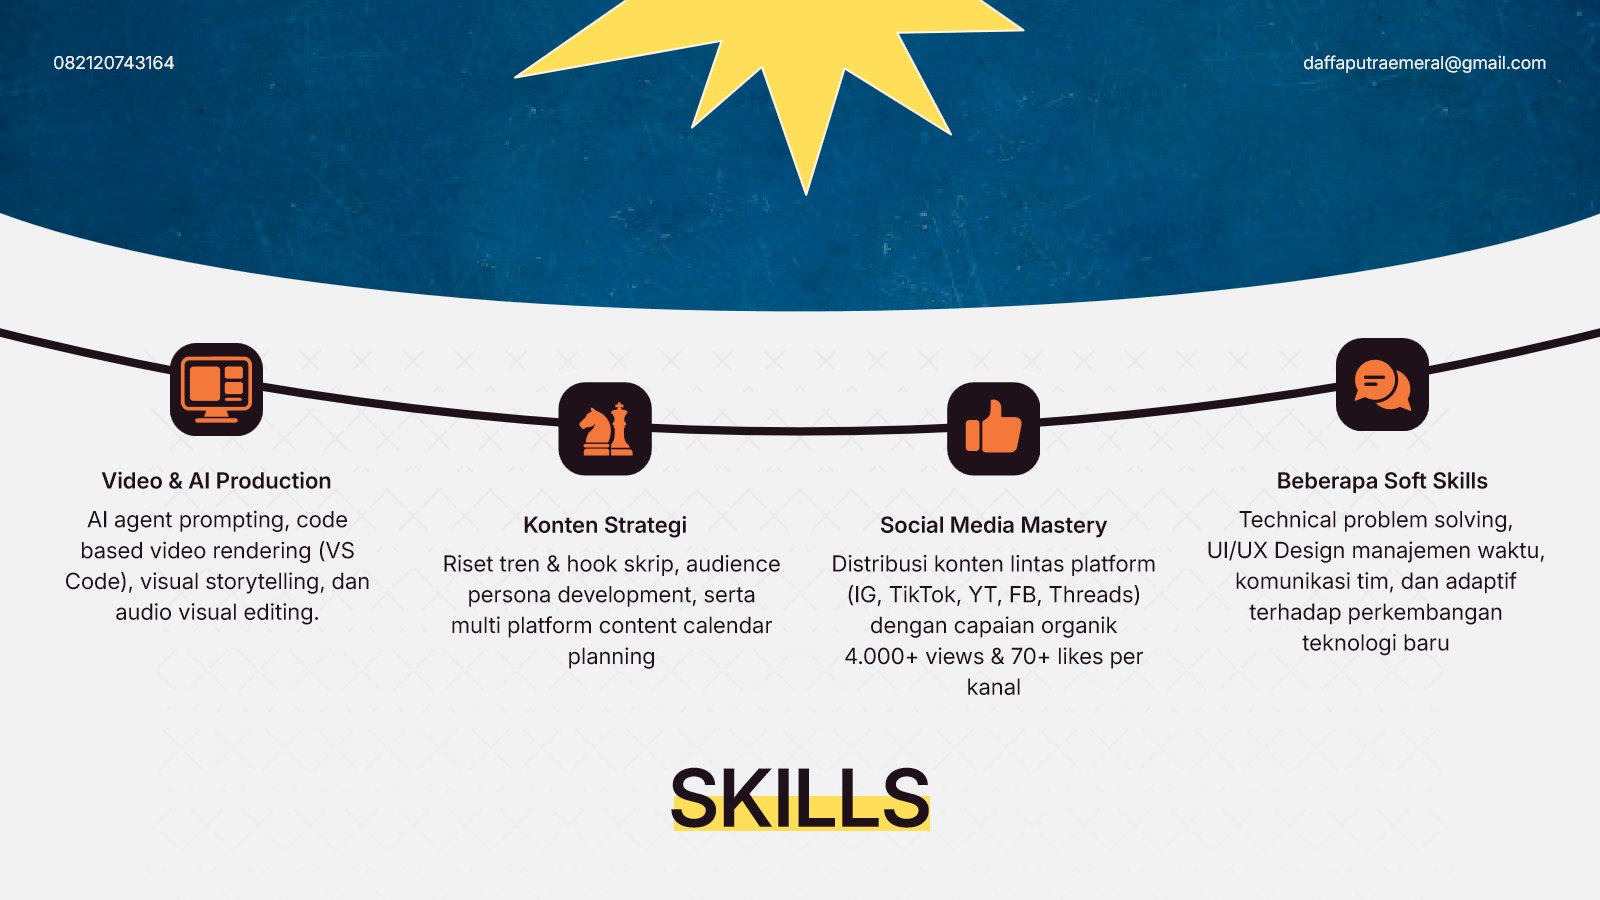 082120743164
daffaputraemeral@gmail.com
Video & AI Production
AI agent prompting, code
based video rendering (VS
Code), visual storytelling, dan
audio visual editing.
Konten Strategi
Riset tren & hook skrip, audience
persona development, serta
multi platform content calendar
planning
Social Media Mastery
Distribusi konten lintas platform
(IG, TikTok, YT, FB, Threads)
dengan capaian organik
4.000+ views & 70+ likes per
kanal
Beberapa Soft Skills
Technical problem solving,
UI/UX Design manajemen waktu,
komunikasi tim, dan adaptif
terhadap perkembangan
teknologi baru
SKILLS